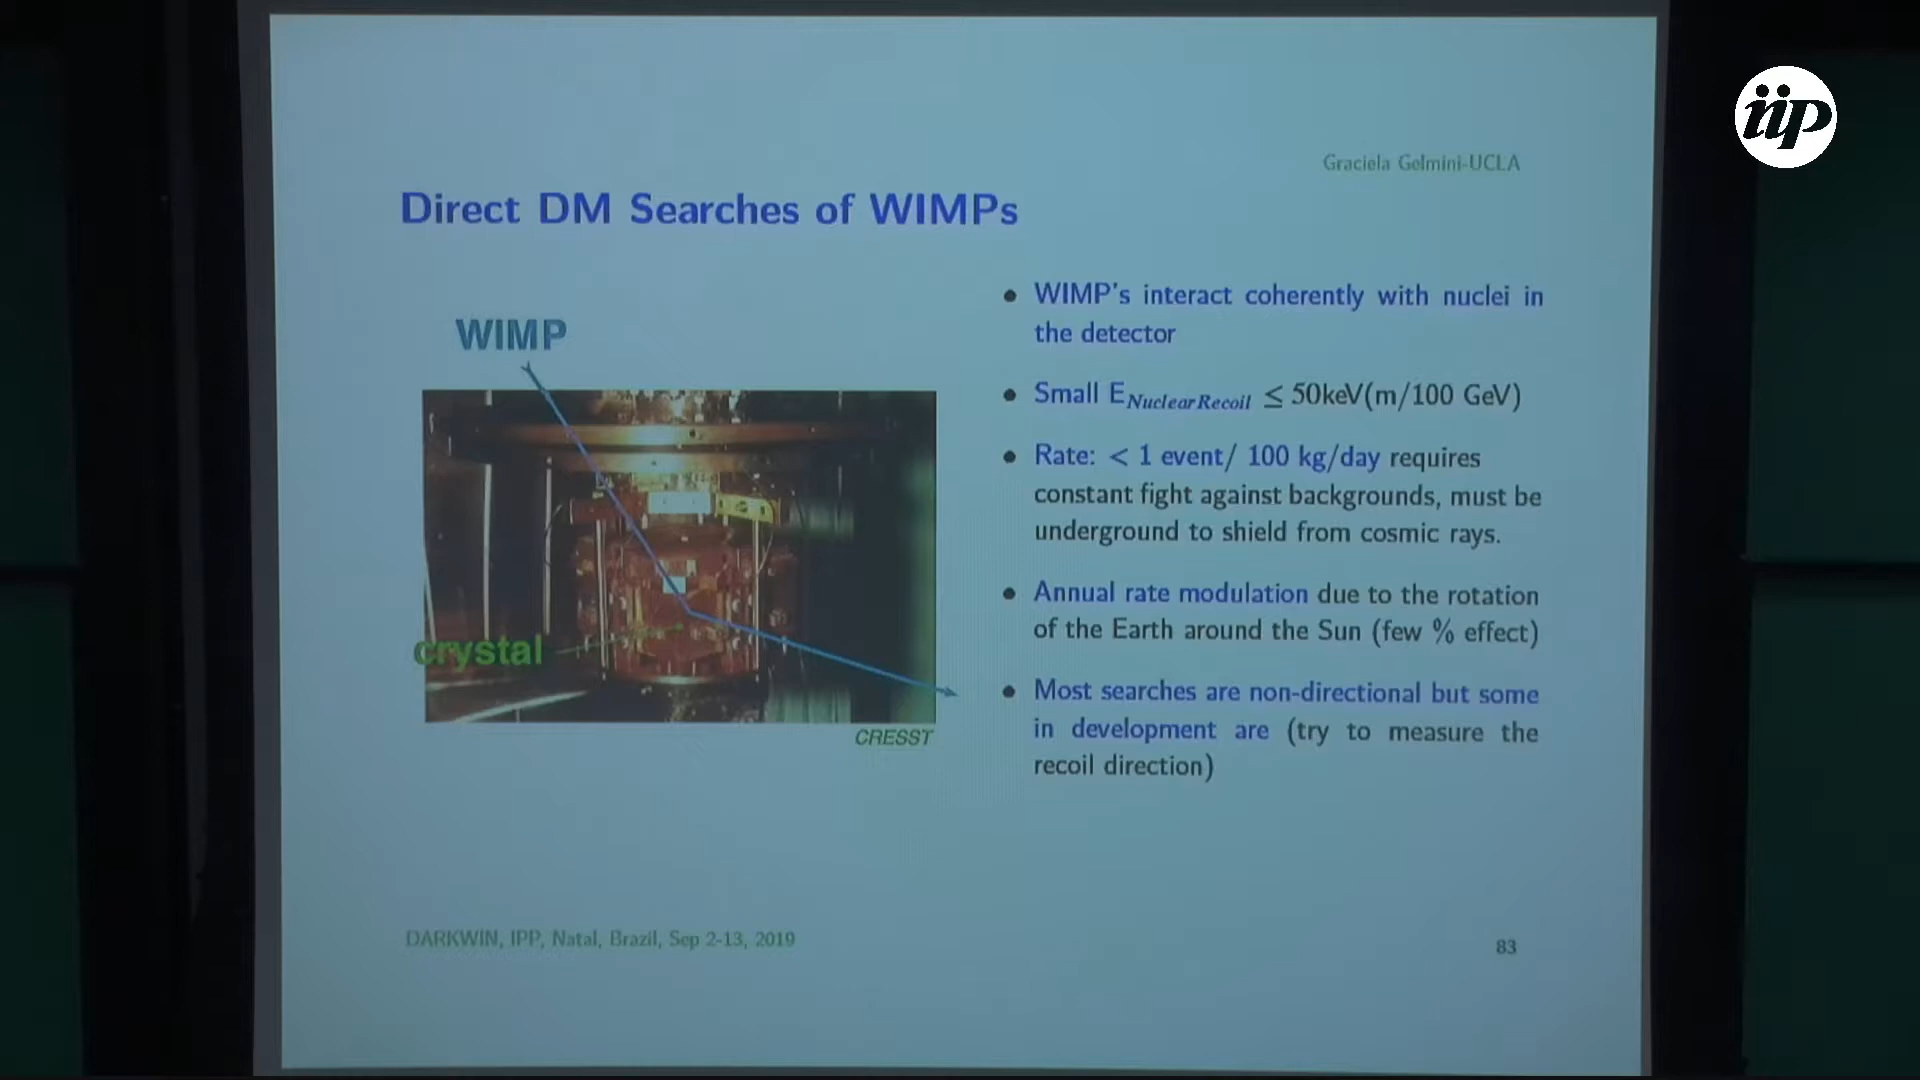 iip
Graciela Gelmini-UCLA
Direct DM Searches of WIMPs
WIMP
crystal
CRESST
• WIMP's interact coherently with nuclei in
the detector
• Small E_NuclearRecoil ≤ 50keV(m/100 GeV)
• Rate: < 1 event/ 100 kg/day requires
constant fight against backgrounds, must be
underground to shield from cosmic rays.
• Annual rate modulation due to the rotation
of the Earth around the Sun (few % effect)
• Most searches are non-directional but some
in development are (try to measure the
recoil direction)
DARKWIN, IPP, Natal, Brazil, Sep 2-13, 2019
83